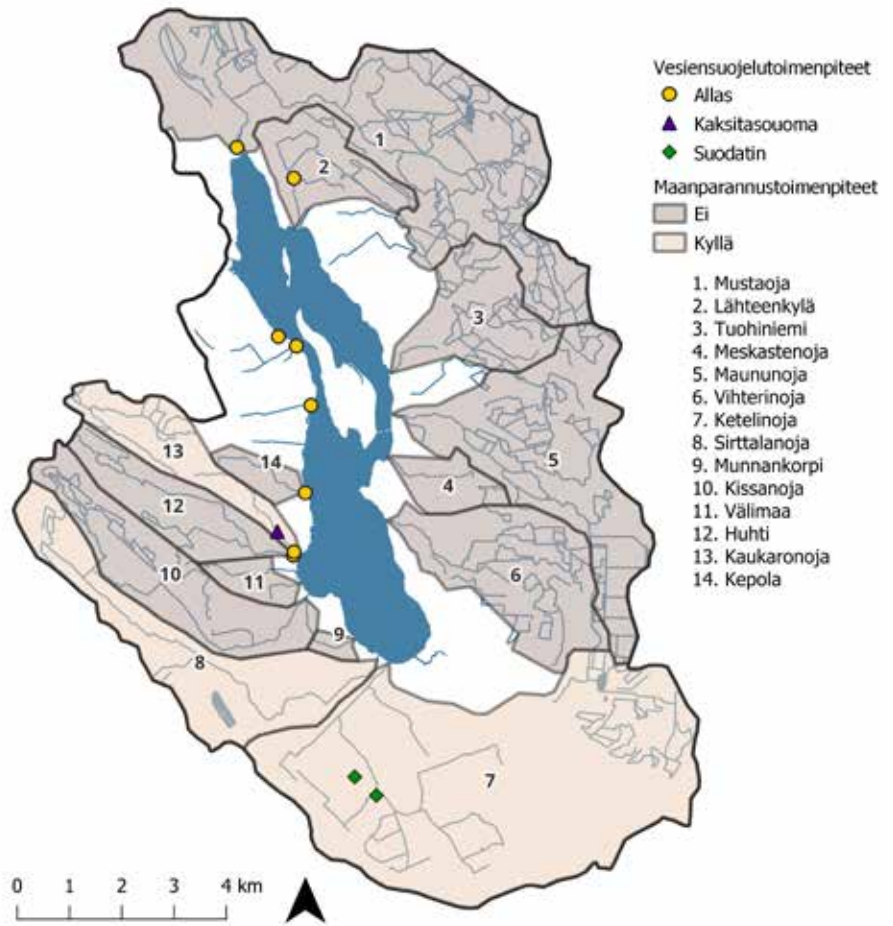 Vesiensuojelutoimenpiteet
Allas
Kaksitasouoma
Suodatin
Maanparannustoimenpiteet
Ei
Kyllä
1. Mustaoja
2. Lähteenkylä
3. Tuohiniemi
4. Meskastenoja
5. Maununoja
6. Vihterinoja
7. Ketelinoja
8. Sirttalanoja
9. Munnankorpi
10. Kissanoja
11. Välimaa
12. Huhti
13. Kaukaronoja
14. Kepola
1
2
3
5
13
14
4
12
10
11
6
9
8
7
0 1 2 3 4 km